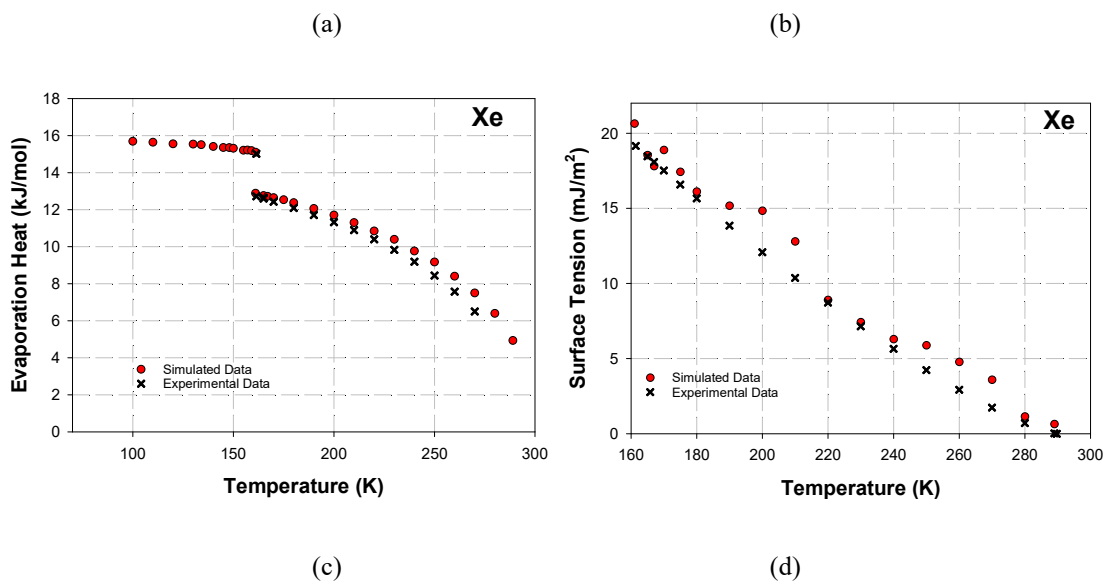 (a)
(b)
Xe
18
16
14
12
10
8
6
4
2
0
Evaporation Heat (kJ/mol)
Simulated Data
Experimental Data
100
150
200
250
300
Temperature (K)
Xe
20
15
10
5
0
Surface Tension (mJ/m²)
Simulated Data
Experimental Data
160
180
200
220
240
260
280
300
Temperature (K)
(c)
(d)